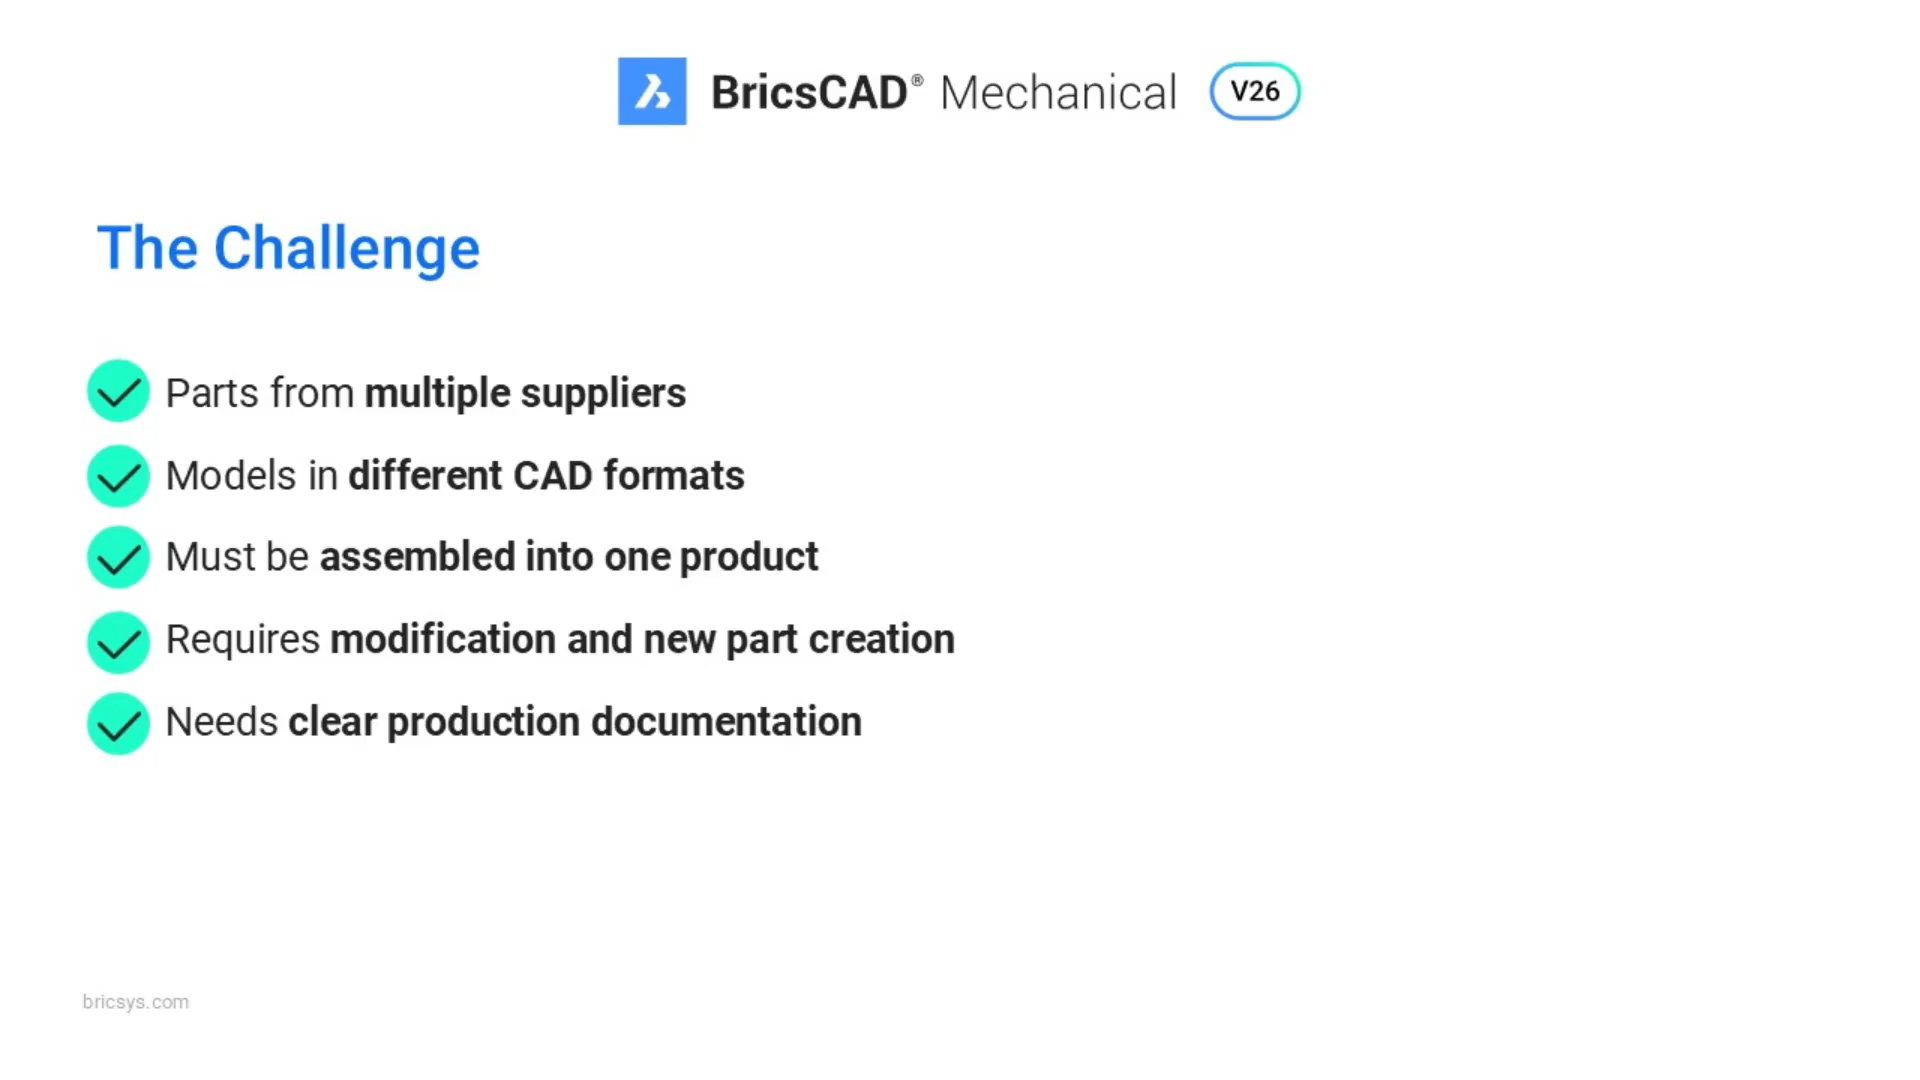 BricsCAD® Mechanical V26
The Challenge
Parts from multiple suppliers
Models in different CAD formats
Must be assembled into one product
Requires modification and new part creation
Needs clear production documentation
bricsys.com